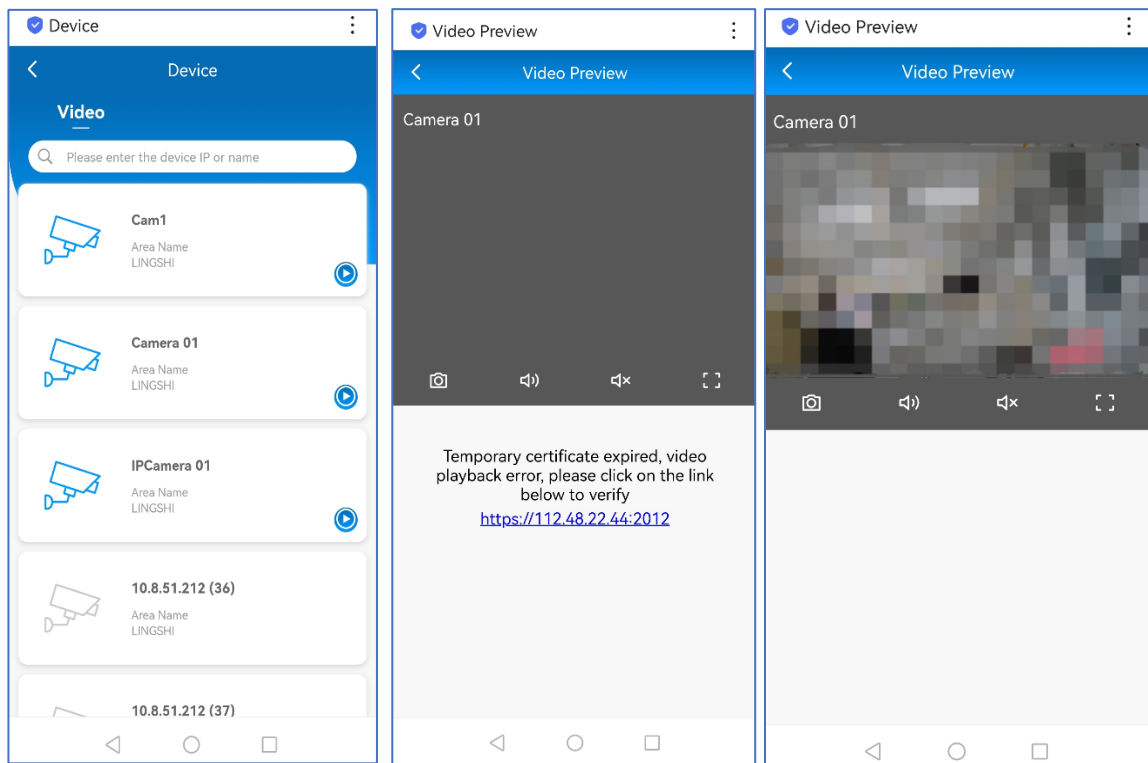 Device
Device
Video
Please enter the device IP or name
Cam1
Area Name
LINGSHI
Camera 01
Area Name
LINGSHI
IPCamera 01
Area Name
LINGSHI
10.8.51.212 (36)
Area Name
LINGSHI
10.8.51.212 (37)
Video Preview
Video Preview
Camera 01
Temporary certificate expired, video
playback error, please click on the link
below to verify
https://112.48.22.44:2012
Video Preview
Video Preview
Camera 01